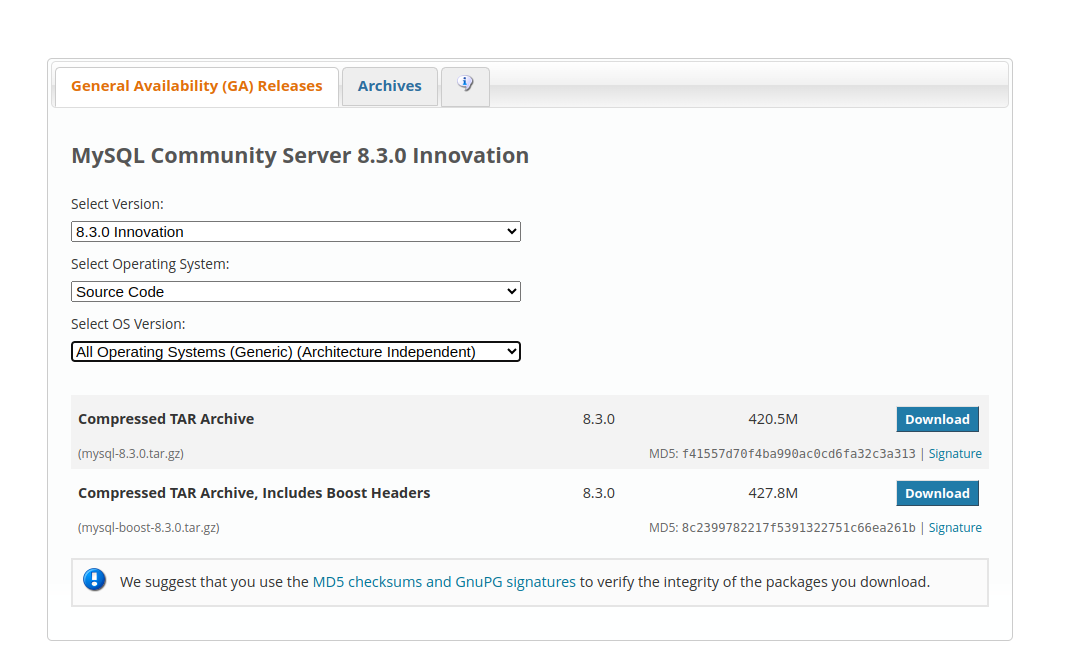 General Availability (GA) Releases
Archives
MySQL Community Server 8.3.0 Innovation
Select Version:
8.3.0 Innovation
Select Operating System:
Source Code
Select OS Version:
All Operating Systems (Generic) (Architecture Independent)
Compressed TAR Archive 8.3.0 420.5M Download
(mysql-8.3.0.tar.gz) MD5: f41557d70f4ba990ac0cd6fa32c3a313 | Signature
Compressed TAR Archive, Includes Boost Headers 8.3.0 427.8M Download
(mysql-boost-8.3.0.tar.gz) MD5: 8c2399782217f5391322751c66ea261b | Signature
We suggest that you use the MD5 checksums and GnuPG signatures to verify the integrity of the packages you download.